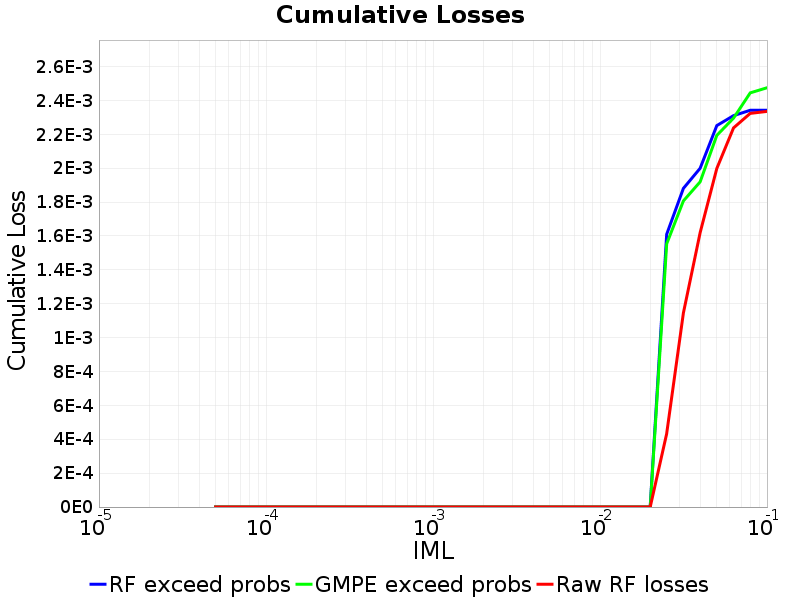 Cumulative Losses
Cumulative Loss
2.6E-3
2.4E-3
2.2E-3
2E-3
1.8E-3
1.6E-3
1.4E-3
1.2E-3
1E-3
8E-4
6E-4
4E-4
2E-4
0E0
10-5 10-4 10-3 10-2 10-1
IML
RF exceed probs GMPE exceed probs Raw RF losses